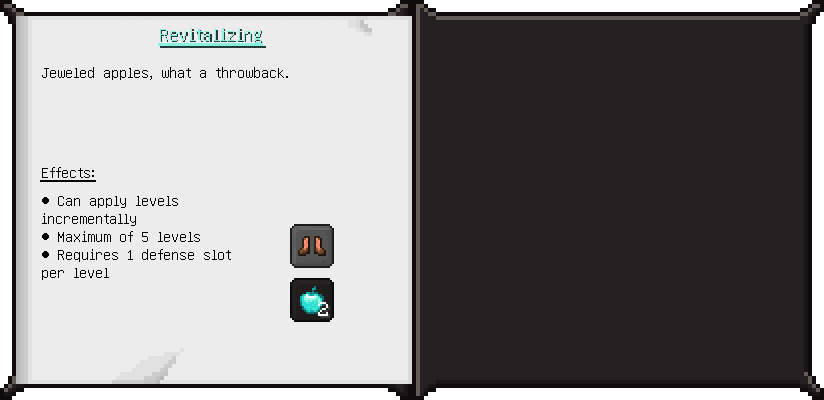 Revitalizing
Jeweled apples, what a throwback.
Effects:
● Can apply levels
incrementally
● Maximum of 5 levels
● Requires 1 defense slot
per level
2